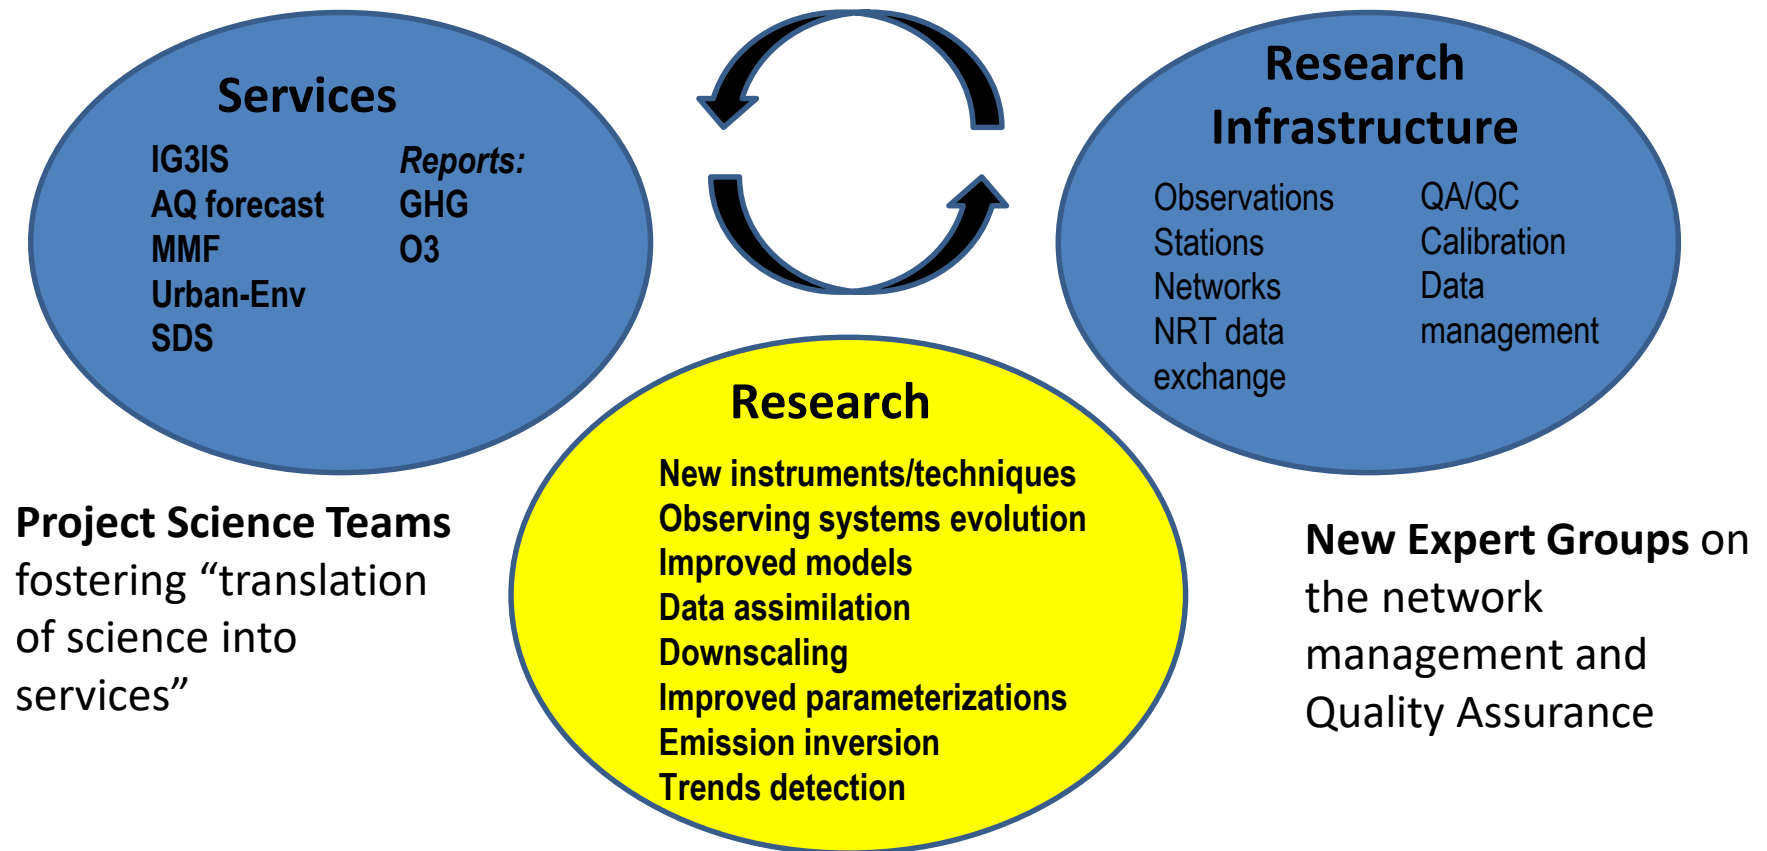 Services
IG3IS
AQ forecast
MMF
Urban-Env
SDS
Reports:
GHG
O3
Research
Infrastructure
Observations
Stations
Networks
NRT data
exchange
QA/QC
Calibration
Data
management
Research
New instruments/techniques
Observing systems evolution
Improved models
Data assimilation
Downscaling
Improved parameterizations
Emission inversion
Trends detection
Project Science Teams
fostering “translation
of science into
services”
New Expert Groups on
the network
management and
Quality Assurance